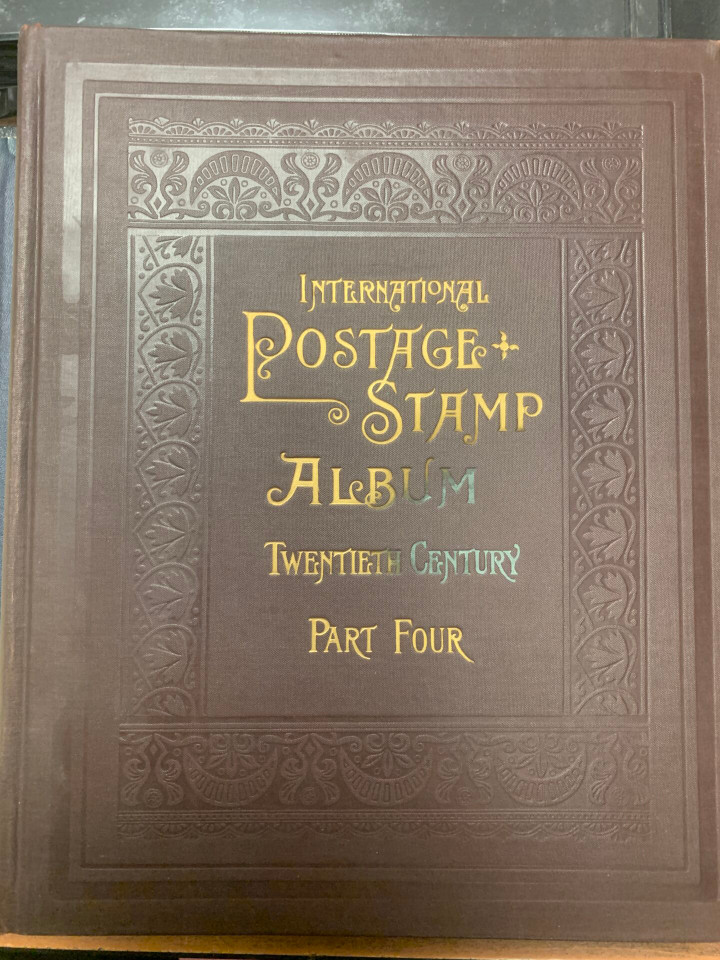 INTERNATIONAL
POSTAGE
STAMP
ALBUM
TWENTIETH CENTURY
PART FOUR